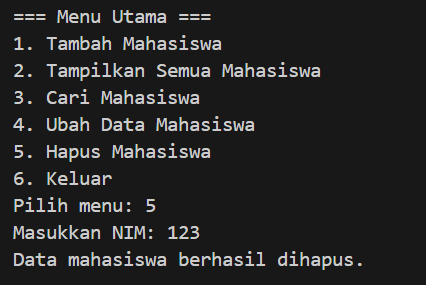 === Menu Utama ===
1. Tambah Mahasiswa
2. Tampilkan Semua Mahasiswa
3. Cari Mahasiswa
4. Ubah Data Mahasiswa
5. Hapus Mahasiswa
6. Keluar
Pilih menu: 5
Masukkan NIM: 123
Data mahasiswa berhasil dihapus.